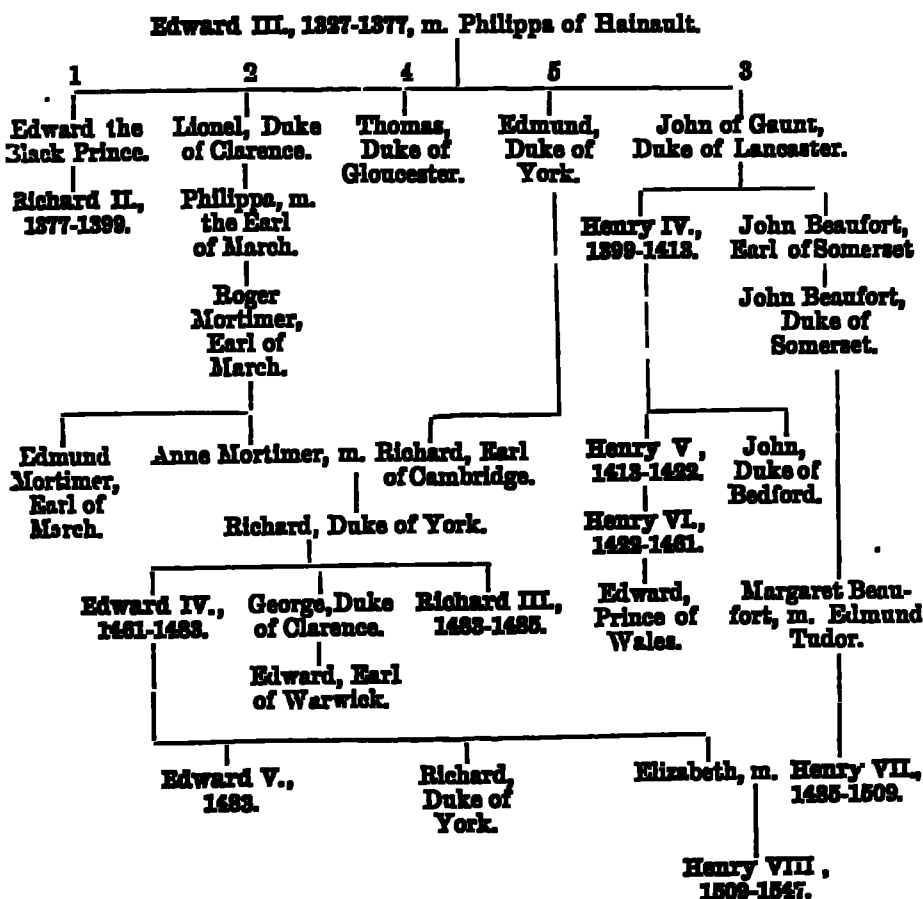 Edward III., 1327-1377, m. Philippa of Hainault.
1 2 4 5 3
Edward the
Black Prince.
Lionel, Duke
of Clarence.
Thomas,
Duke of
Gloucester.
Edmund,
Duke of
York.
John of Gaunt,
Duke of Lancaster.
Richard II.,
1377-1399.
Philippa, m.
the Earl
of March.
Henry IV.,
1399-1413.
John Beaufort,
Earl of Somerset
Roger
Mortimer,
Earl of
March.
John Beaufort,
Duke of
Somerset.
Edmund
Mortimer,
Earl of
March.
Anne Mortimer, m. Richard, Earl
of Cambridge.
Henry V ,
1413-1422.
John,
Duke of
Bedford.
Richard, Duke of York.
Henry VI.,
1422-1461.
Edward IV.,
1461-1483.
George, Duke
of Clarence.
Richard III.,
1483-1485.
Edward,
Prince of
Wales.
Margaret Beau-
fort, m. Edmund
Tudor.
Edward, Earl
of Warwick.
Edward V.,
1483.
Richard,
Duke of
York.
Elizabeth, m. Henry VII.,
1485-1509.
Henry VIII ,
1509-1547.